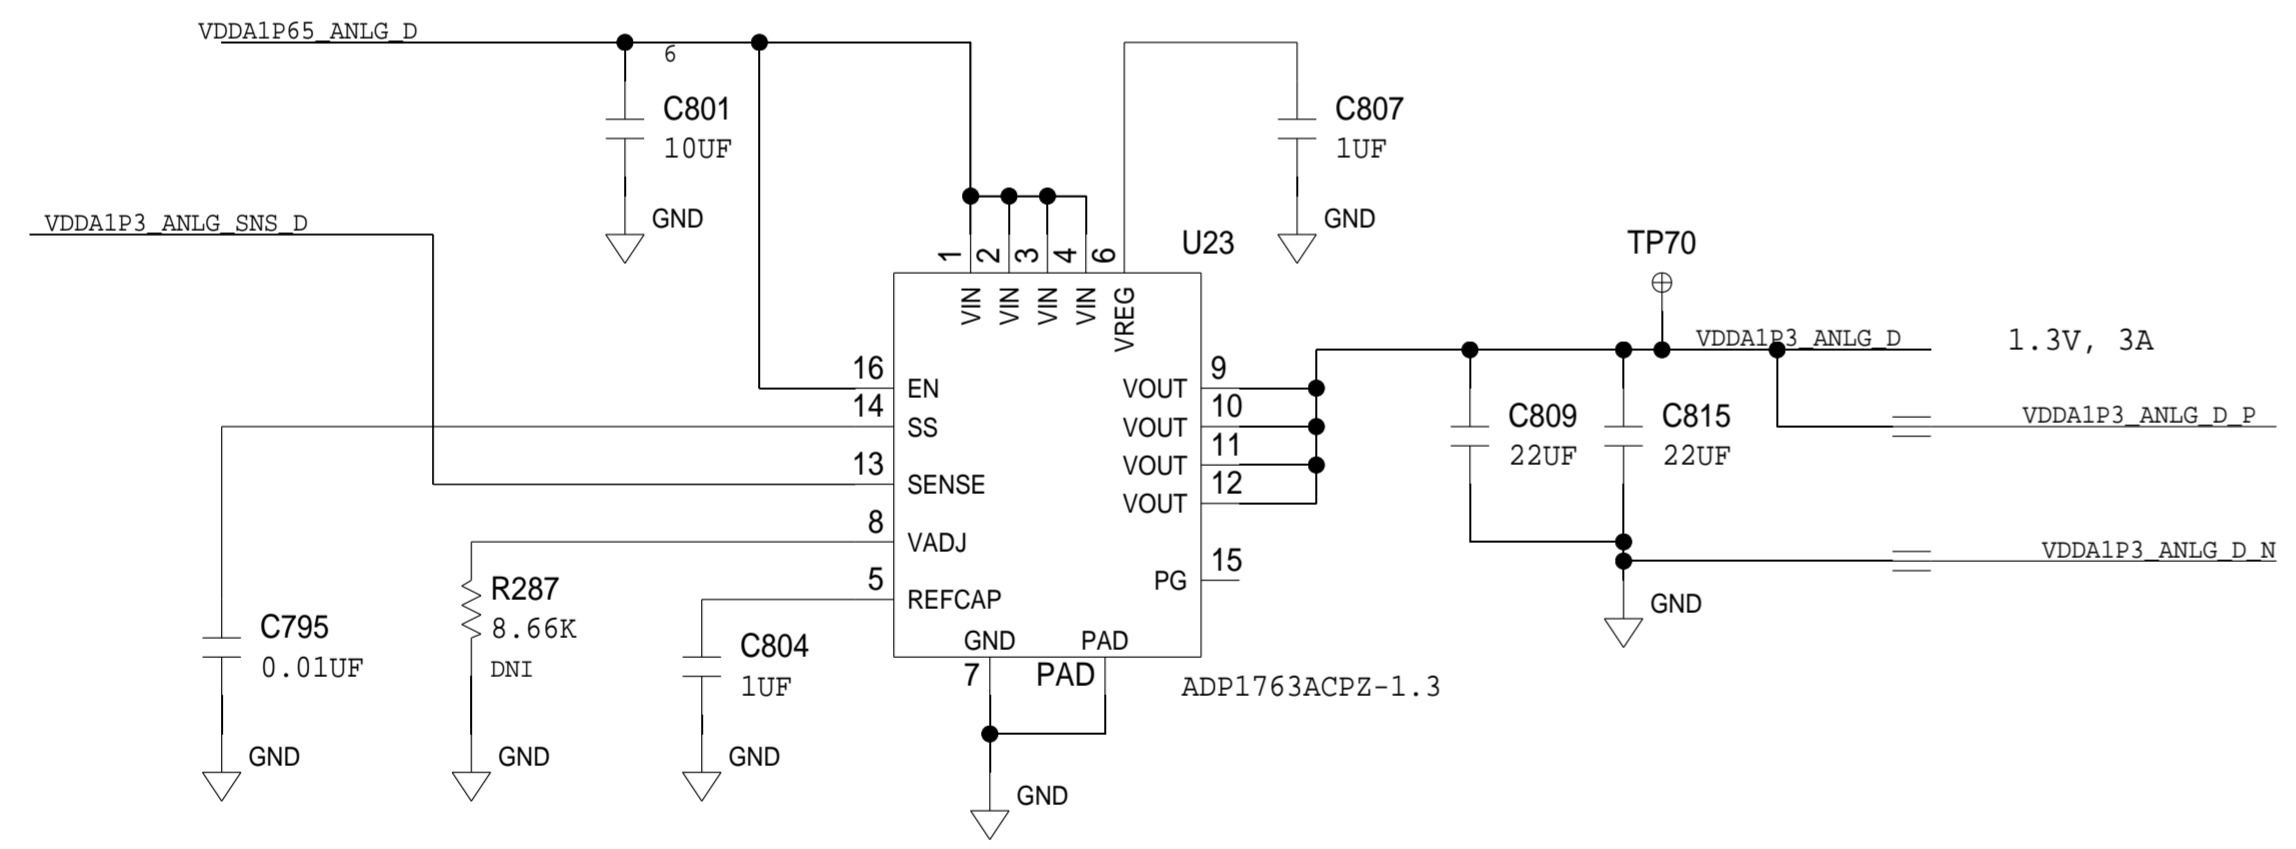 VDDA1P65_ANLG_D
6
C801
10UF
GND
C807
1UF
GND
VDDA1P3_ANLG_SNS_D
U23
TP70
1 2 3 4 6
VIN VIN VIN VIN VREG
VDDA1P3_ANLG_D
1.3V, 3A
16 EN
14 SS
13 SENSE
8 VADJ
5 REFCAP
VOUT 9
VOUT 10
VOUT 11
VOUT 12
PG 15
C809
22UF
C815
22UF
VDDA1P3_ANLG_D_P
VDDA1P3_ANLG_D_N
GND
C795
0.01UF
GND
R287
8.66K
DNI
GND
C804
1UF
GND
GND PAD
7 PAD
ADP1763ACPZ-1.3
GND